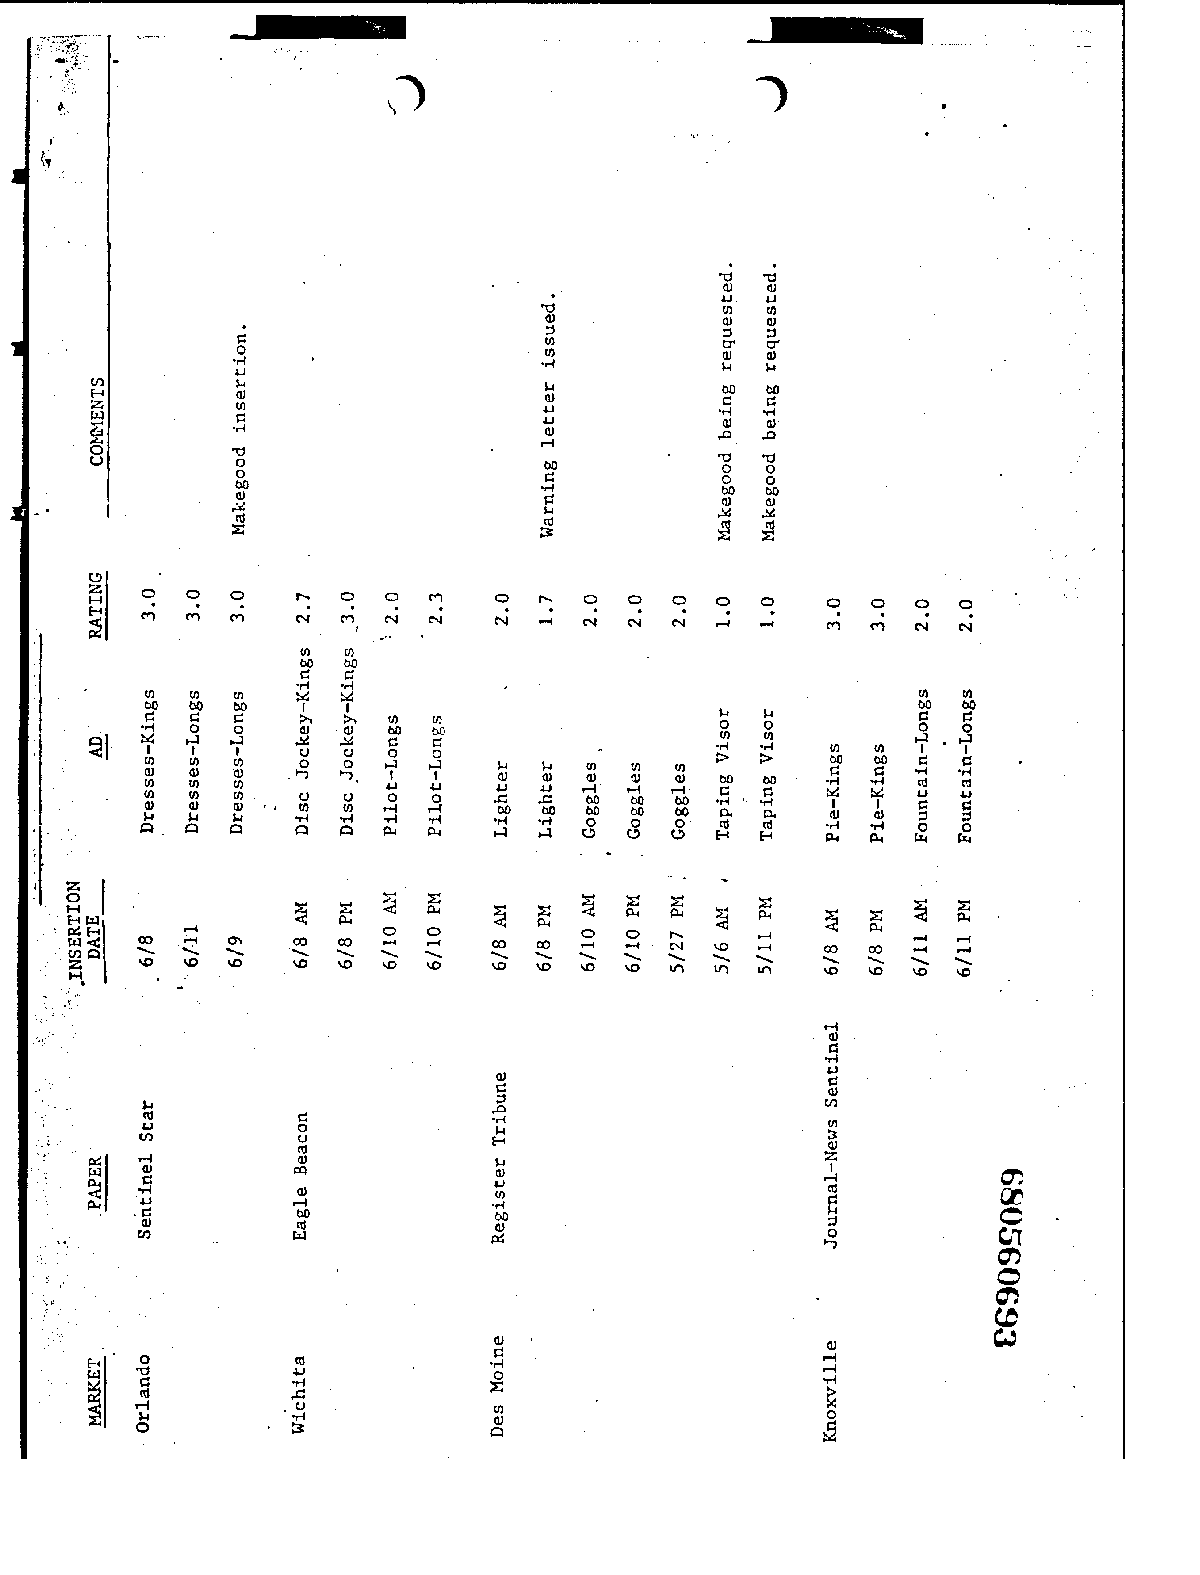 MARKET PAPER INSERTION DATE AD RATING COMMENTS
Orlando Sentinel Star 6/8 Dresses-Kings 3.0
6/11 Dresses-Longs 3.0
6/9 Dresses-Longs 3.0 Makegood insertion.
Wichita Eagle Beacon 6/8 AM Disc Jockey-Kings 2.7
6/8 PM Disc Jockey-Kings 3.0
6/10 AM Pilot-Longs 2.0
6/10 PM Pilot-Longs 2.3
Des Moine Register Tribune 6/8 AM Lighter 2.0
6/8 PM Lighter 1.7 Warning letter issued.
6/10 AM Goggles 2.0
6/10 PM Goggles 2.0
5/27 PM Goggles 2.0
5/6 AM Taping Visor 1.0 Makegood being requested.
5/11 PM Taping Visor 1.0 Makegood being requested.
Knoxville Journal-News Sentinel 6/8 AM Pie-Kings 3.0
6/8 PM Pie-Kings 3.0
6/11 AM Fountain-Longs 2.0
6/11 PM Fountain-Longs 2.0
680560693